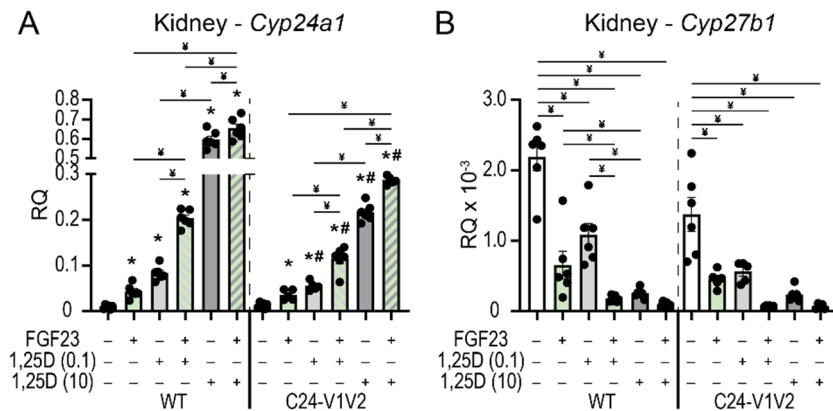 A Kidney - Cyp24a1
¥ ¥ ¥ ¥ ¥ ¥ ¥
* * * * *
¥ ¥ ¥ ¥ ¥ ¥ ¥
* *# *# *# *#
RQ
0.8
0.7
0.6
0.5
0.2
0.1
0
FGF23 - + - + - + - + - + - +
1,25D (0.1) - - + + - - - - + + - -
1,25D (10) - - - - + + - - - - + +
WT C24-V1V2
B Kidney - Cyp27b1
¥ ¥ ¥ ¥ ¥ ¥ ¥ ¥ ¥
¥ ¥ ¥ ¥ ¥
RQ x 10-3
3.0
2.0
1.0
0
FGF23 - + - + - + - + - + - +
1,25D (0.1) - - + + - - - - + + - -
1,25D (10) - - - - + + - - - - + +
WT C24-V1V2